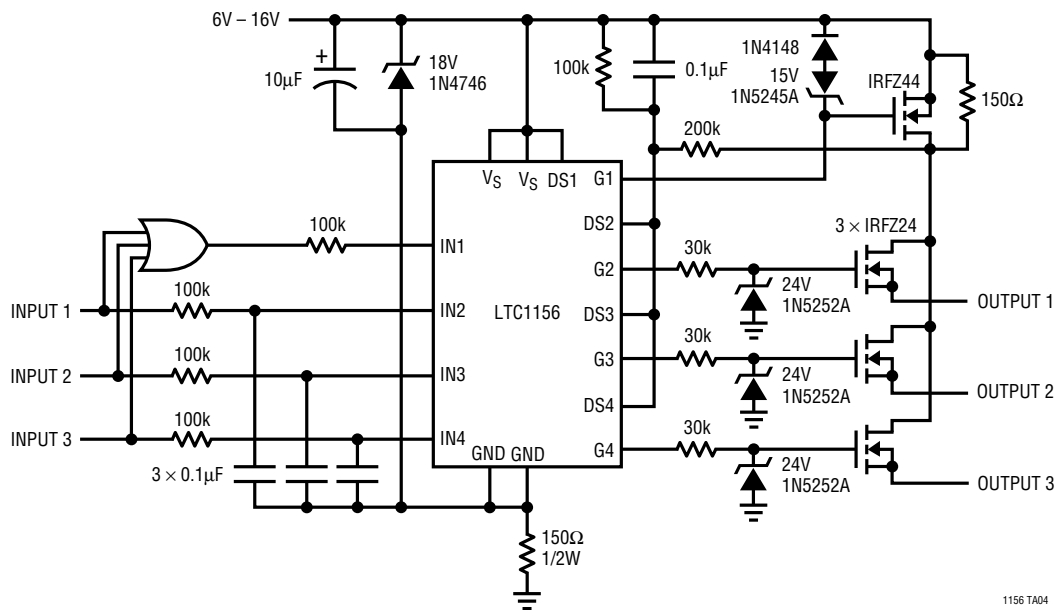 6V – 16V
10μF
+
18V
1N4746
100k
0.1μF
1N4148
15V
1N5245A
IRFZ44
150Ω
200k
VS
VS
DS1
G1
DS2
G2
DS3
G3
DS4
G4
IN1
IN2
IN3
IN4
LTC1156
GND
GND
100k
INPUT 1
100k
INPUT 2
100k
INPUT 3
100k
3 × 0.1μF
150Ω
1/2W
3 × IRFZ24
30k
24V
1N5252A
OUTPUT 1
30k
24V
1N5252A
OUTPUT 2
30k
24V
1N5252A
OUTPUT 3
1156 TA04